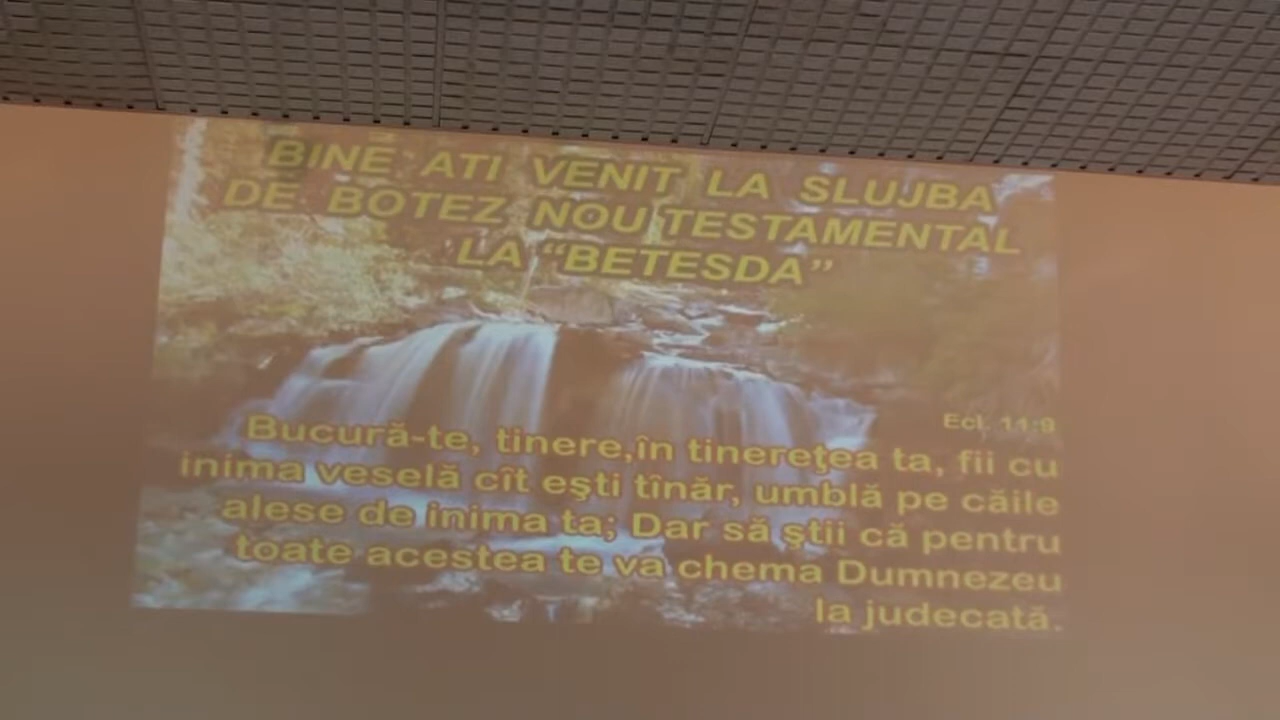 BINE ATI VENIT LA SLUJBA
DE BOTEZ NOU TESTAMENTAL
LA “BETESDA”
Ecl. 11:9
Bucură-te, tinere,în tinereţea ta, fii cu
inima veselă cît eşti tînăr, umblă pe căile
alese de inima ta; Dar să ştii că pentru
toate acestea te va chema Dumnezeu
la judecată.